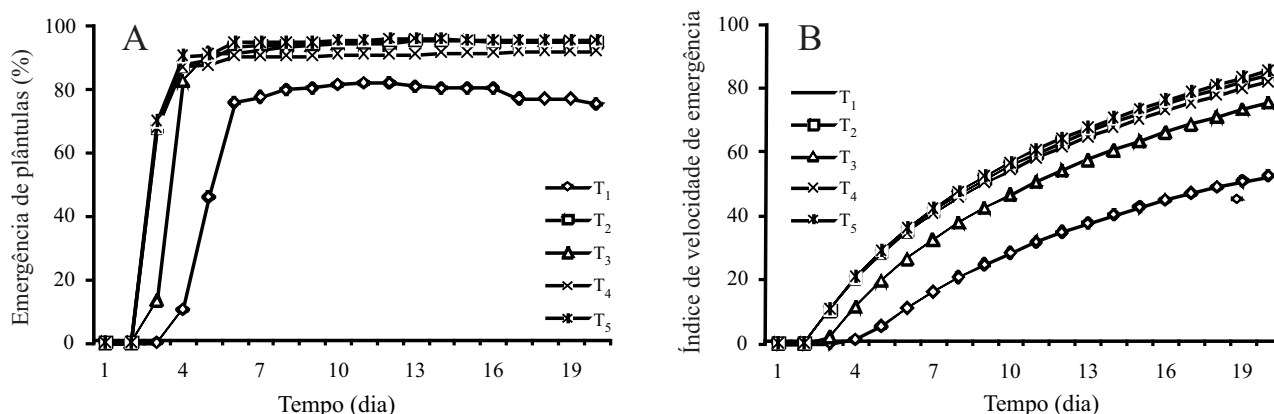 A
Emergência de plântulas (%)
100
80
60
40
20
0
1 4 7 10 13 16 19
Tempo (dia)
T1
T2
T3
T4
T5
B
Índice de velocidade de emergência
100
80
60
40
20
0
1 4 7 10 13 16 19
Tempo (dia)
T1
T2
T3
T4
T5